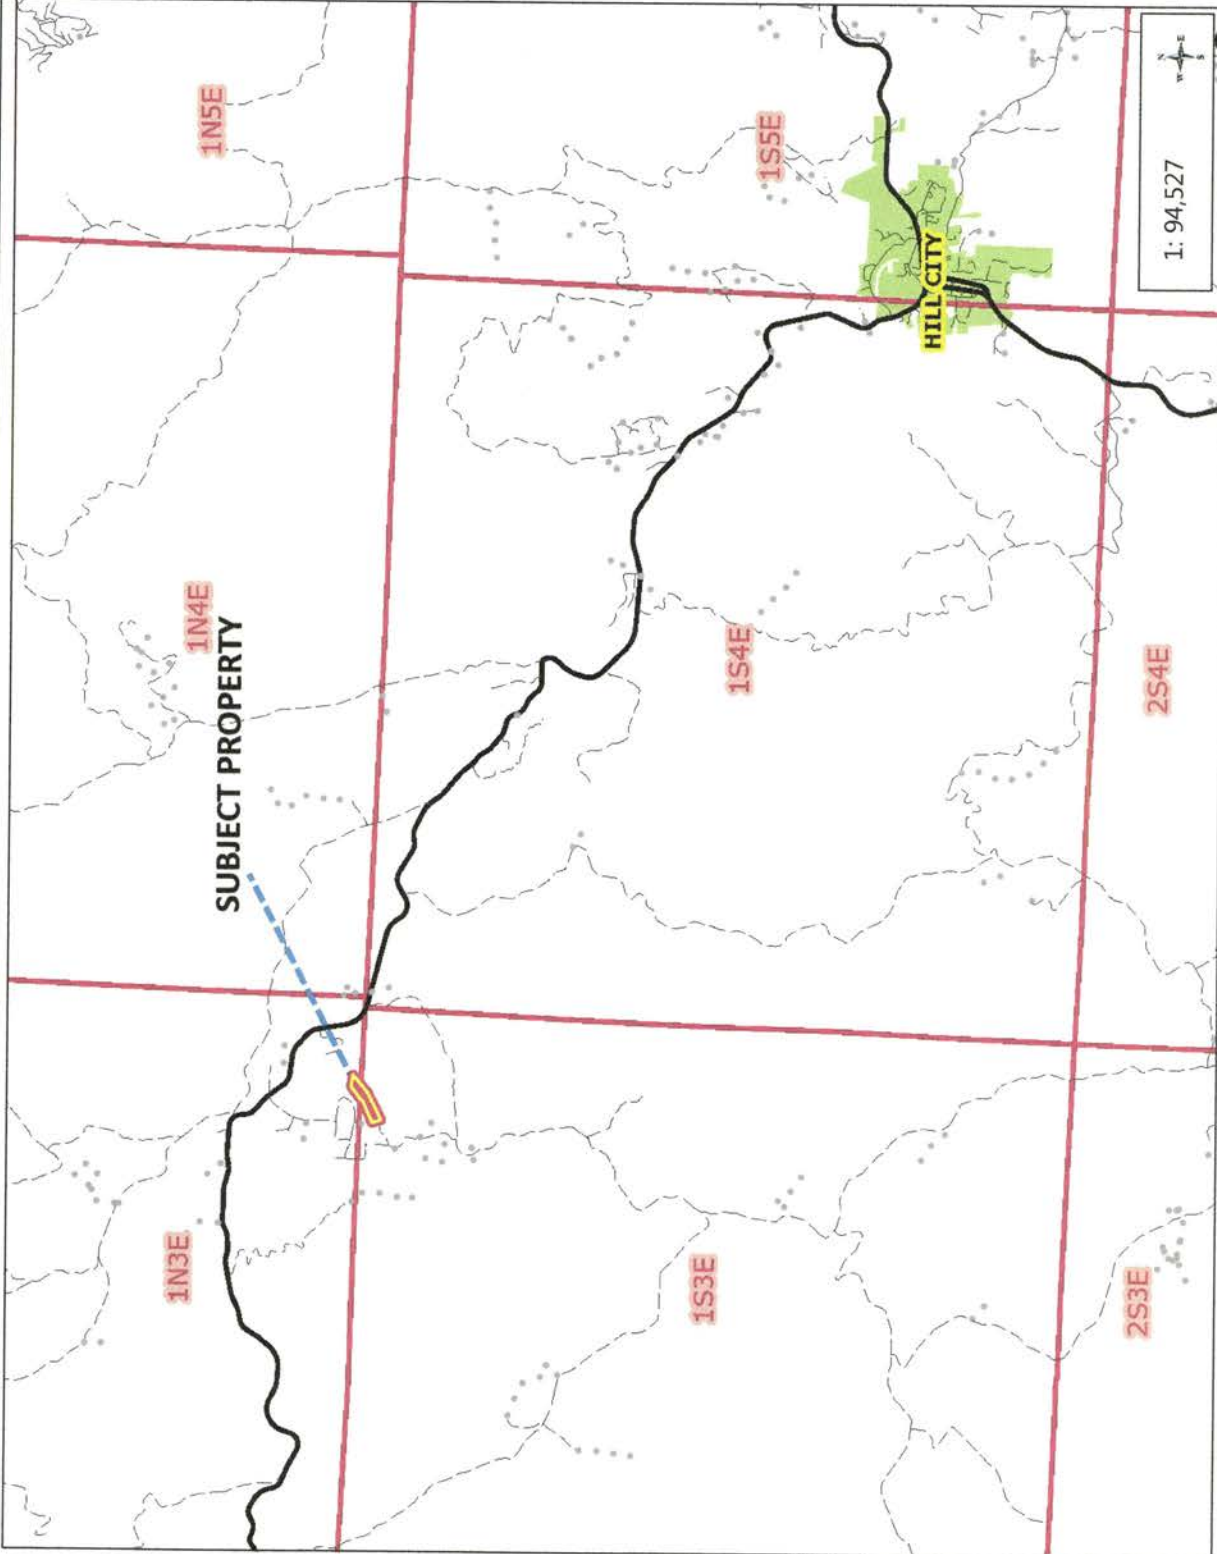 1N3E
1N4E
1N5E
SUBJECT PROPERTY
1S3E
1S4E
1S5E
HILL CITY
2S3E
2S4E
1: 94,527
N
W E
S